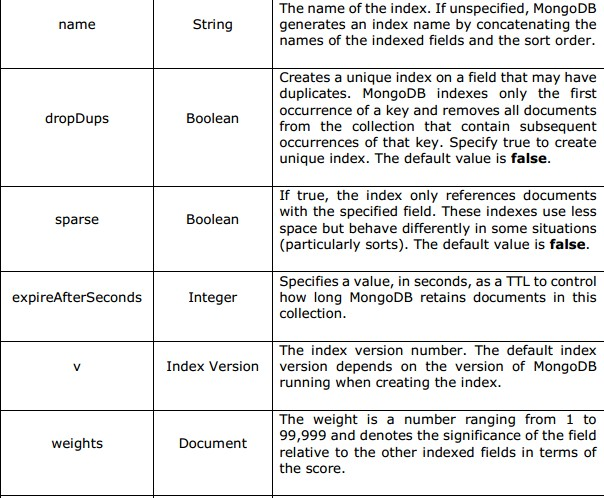 name
String
The name of the index. If unspecified, MongoDB
generates an index name by concatenating the
names of the indexed fields and the sort order.
dropDups
Boolean
Creates a unique index on a field that may have
duplicates. MongoDB indexes only the first
occurrence of a key and removes all documents
from the collection that contain subsequent
occurrences of that key. Specify true to create
unique index. The default value is false.
sparse
Boolean
If true, the index only references documents
with the specified field. These indexes use less
space but behave differently in some situations
(particularly sorts). The default value is false.
expireAfterSeconds
Integer
Specifies a value, in seconds, as a TTL to control
how long MongoDB retains documents in this
collection.
v
Index Version
The index version number. The default index
version depends on the version of MongoDB
running when creating the index.
weights
Document
The weight is a number ranging from 1 to
99,999 and denotes the significance of the field
relative to the other indexed fields in terms of
the score.